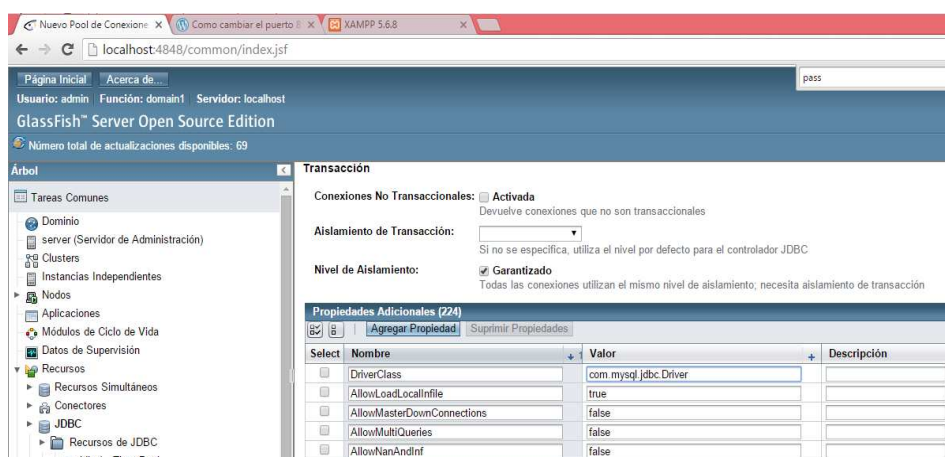 Nuevo Pool de Conexione
Como cambiar el puerto
XAMPP 5.6.8
localhost:4848/common/index.jsf
Página Inicial Acerca de...
pass
Usuario: admin Función: domain1 Servidor: localhost
GlassFish™ Server Open Source Edition
Número total de actualizaciones disponibles: 69
Árbol
Tareas Comunes
Dominio
server (Servidor de Administración)
Clusters
Instancias Independientes
Nodos
Aplicaciones
Módulos de Ciclo de Vida
Datos de Supervisión
Recursos
Recursos Simultáneos
Conectores
JDBC
Recursos de JDBC
Transacción
Conexiones No Transaccionales: Activada
Devuelve conexiones que no son transaccionales
Aislamiento de Transacción:
Si no se especifica, utiliza el nivel por defecto para el controlador JDBC
Nivel de Aislamiento: Garantizado
Todas las conexiones utilizan el mismo nivel de aislamiento; necesita aislamiento de transacción
Propiedades Adicionales (224)
Agregar Propiedad Suprimir Propiedades
Select Nombre Valor Descripción
DriverClass com.mysql.jdbc.Driver
AllowLoadLocalInfile true
AllowMasterDownConnections false
AllowMultiQueries false
AllowNanAndInf false